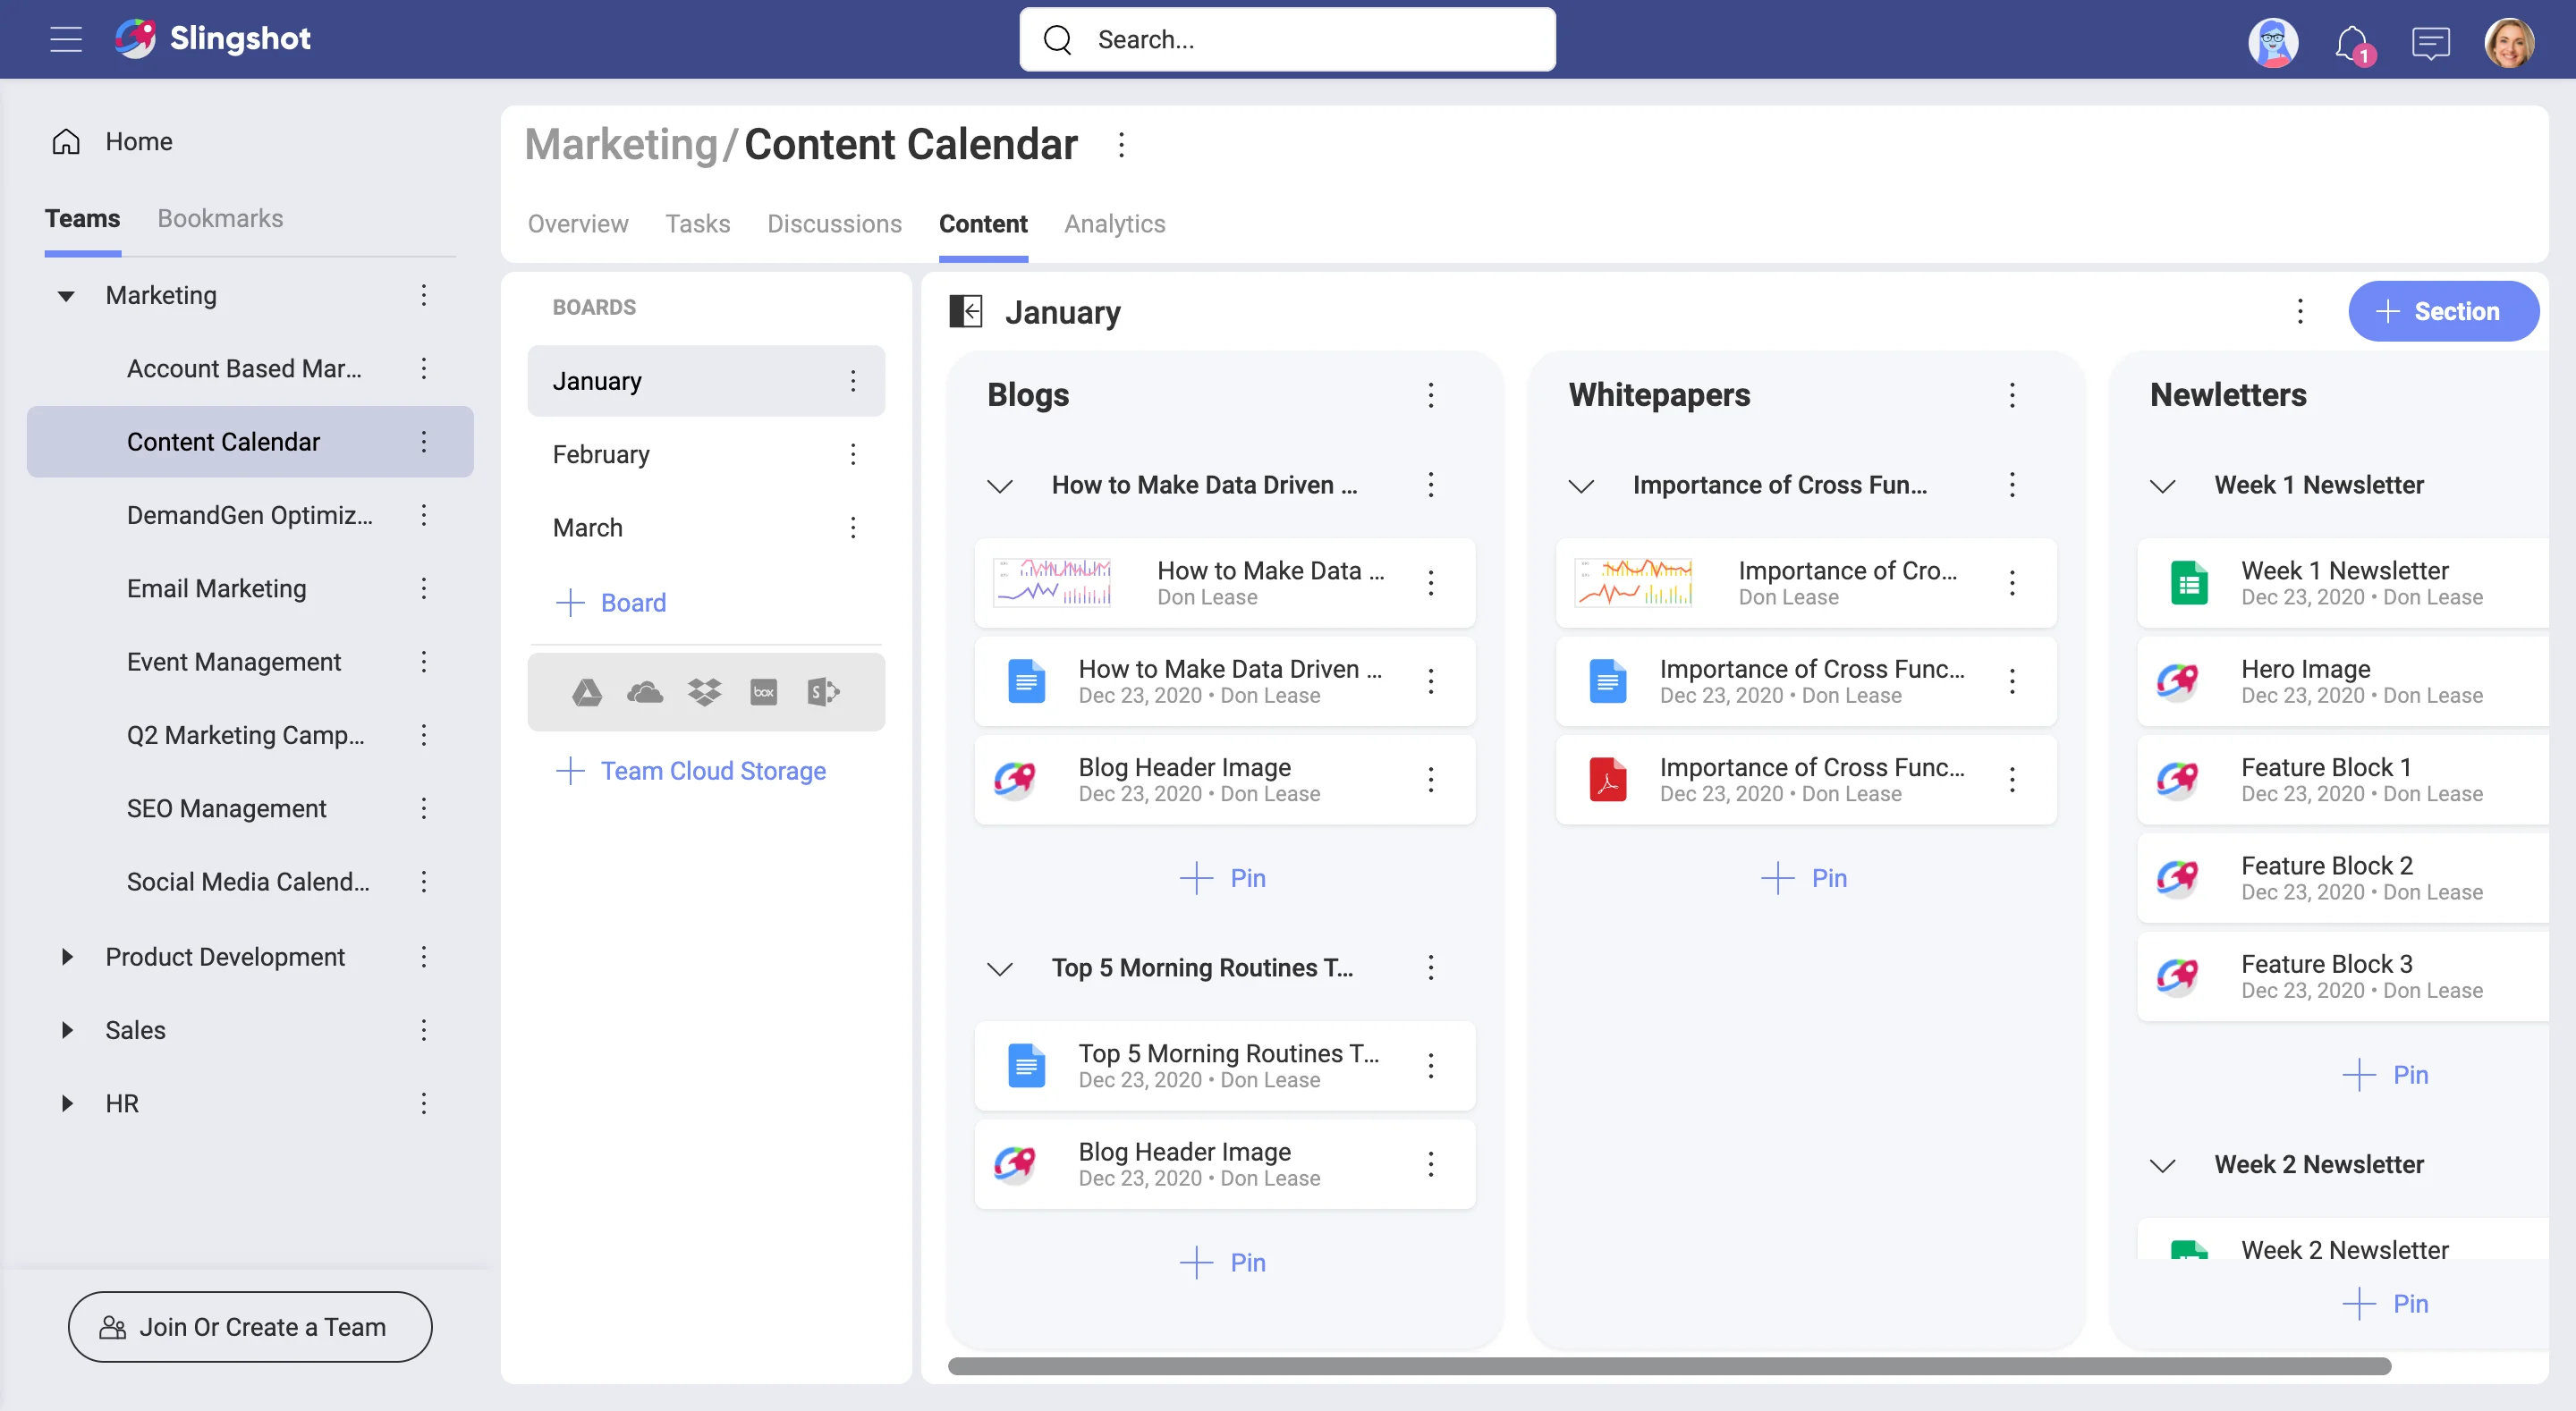 Slingshot
Search...
1
Home
Teams
Bookmarks
Marketing
Account Based Mar...
Content Calendar
DemandGen Optimiz...
Email Marketing
Event Management
Q2 Marketing Camp...
SEO Management
Social Media Calend...
Product Development
Sales
HR
Join Or Create a Team
Marketing/Content Calendar
Overview
Tasks
Discussions
Content
Analytics
BOARDS
January
February
March
Board
box
S
Team Cloud Storage
January
Section
Blogs
How to Make Data Driven ...
How to Make Data ...
Don Lease
How to Make Data Driven ...
Dec 23, 2020 • Don Lease
Blog Header Image
Dec 23, 2020 • Don Lease
Pin
Top 5 Morning Routines T...
Top 5 Morning Routines T...
Dec 23, 2020 • Don Lease
Blog Header Image
Dec 23, 2020 • Don Lease
Pin
Whitepapers
Importance of Cross Fun...
Importance of Cro...
Don Lease
Importance of Cross Func...
Dec 23, 2020 • Don Lease
Importance of Cross Func...
Dec 23, 2020 • Don Lease
Pin
Newletters
Week 1 Newsletter
Week 1 Newsletter
Dec 23, 2020 • Don Lease
Hero Image
Dec 23, 2020 • Don Lease
Feature Block 1
Dec 23, 2020 • Don Lease
Feature Block 2
Dec 23, 2020 • Don Lease
Feature Block 3
Dec 23, 2020 • Don Lease
Pin
Week 2 Newsletter
Week 2 Newsletter
Pin